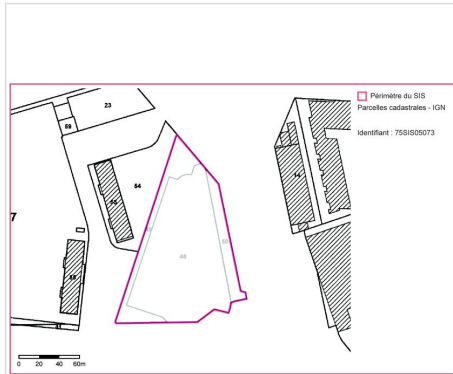 Périmètre du SIS
Parcelles cadastrales - IGN
Identifiant : 75SIS05073
23
59
54
53
7
14
48
50
0 20 40 60m